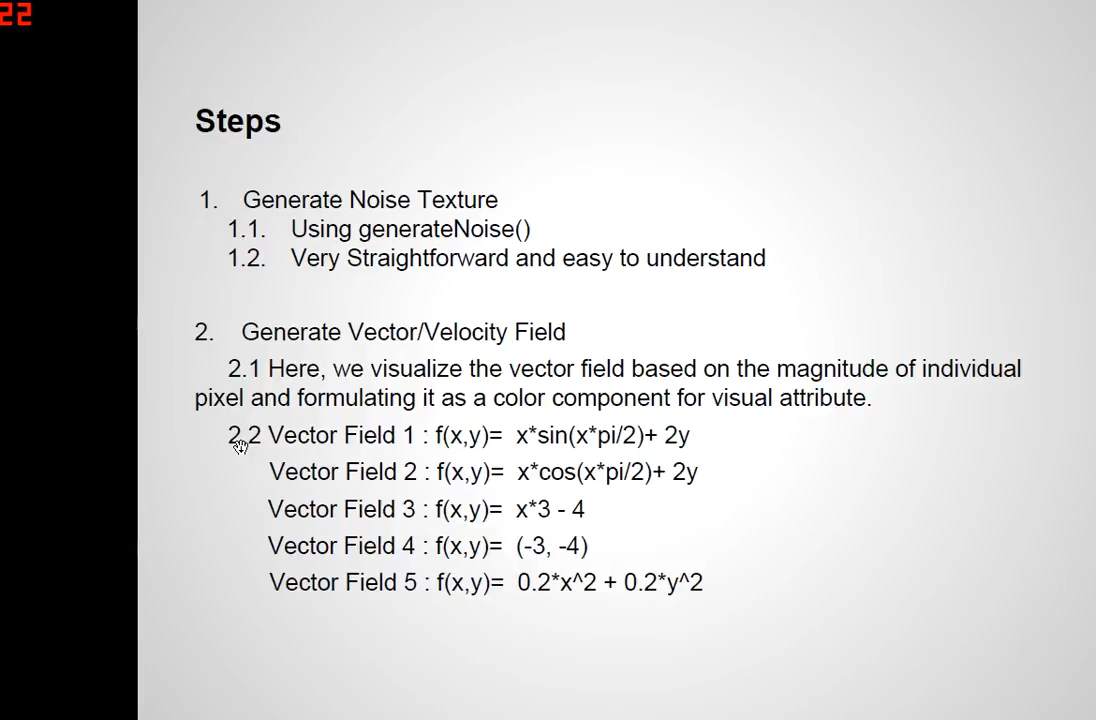 22
Steps
1. Generate Noise Texture
1.1. Using generateNoise()
1.2. Very Straightforward and easy to understand
2. Generate Vector/Velocity Field
2.1 Here, we visualize the vector field based on the magnitude of individual
pixel and formulating it as a color component for visual attribute.
2.2 Vector Field 1 : f(x,y)= x*sin(x*pi/2)+ 2y
Vector Field 2 : f(x,y)= x*cos(x*pi/2)+ 2y
Vector Field 3 : f(x,y)= x*3 - 4
Vector Field 4 : f(x,y)= (-3, -4)
Vector Field 5 : f(x,y)= 0.2*x^2 + 0.2*y^2